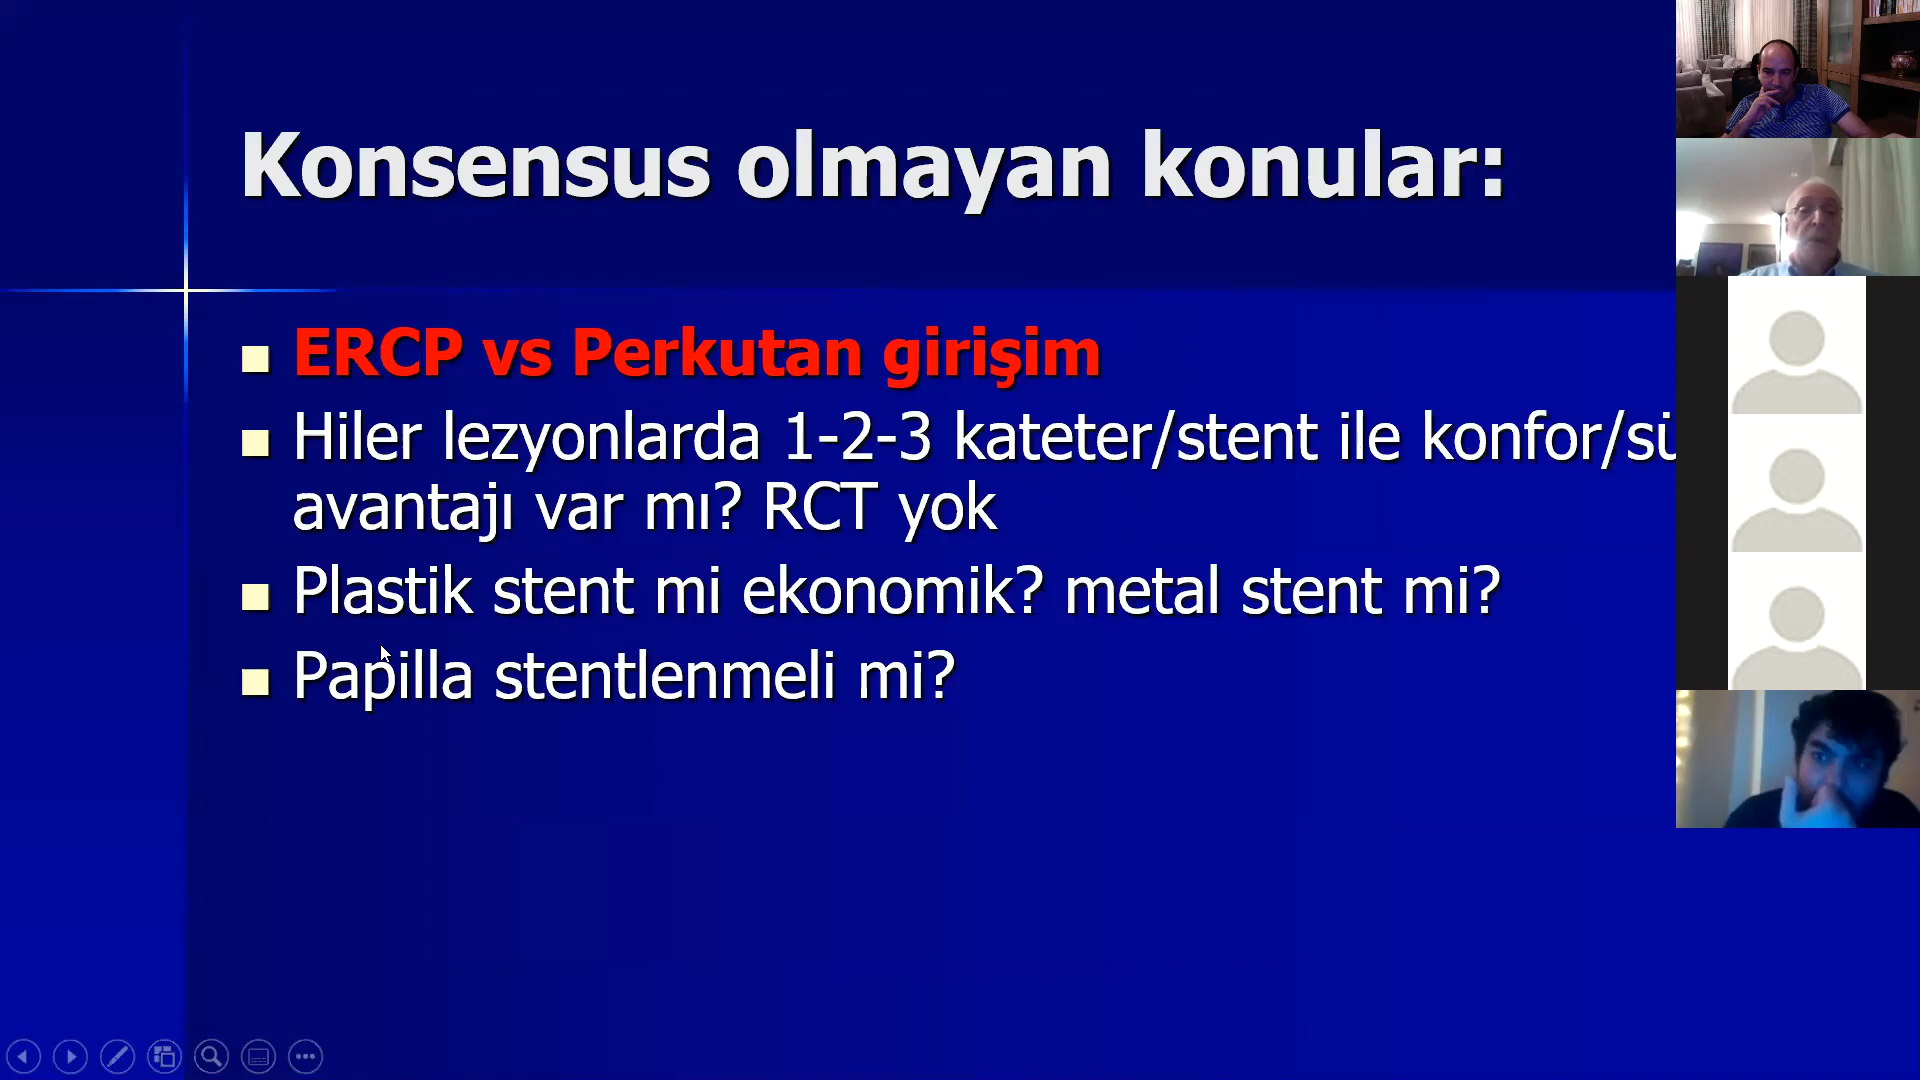 Konsensus olmayan konular:
ERCP vs Perkutan girişim
Hiler lezyonlarda 1-2-3 kateter/stent ile konfor/
avantajı var mı? RCT yok
Plastik stent mi ekonomik? metal stent mi?
Papilla stentlenmeli mi?